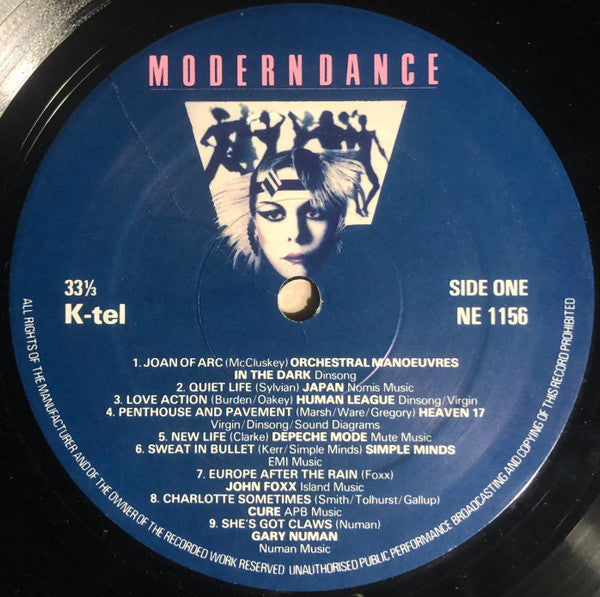 MODERN DANCE
33⅓
K-tel
SIDE ONE
NE 1156
1. JOAN OF ARC (McCluskey) ORCHESTRAL MANOEUVRES
IN THE DARK Dinsong
2. QUIET LIFE (Sylvian) JAPAN Nomis Music
3. LOVE ACTION (Burden/Oakey) HUMAN LEAGUE Dinsong/Virgin
4. PENTHOUSE AND PAVEMENT (Marsh/Ware/Gregory) HEAVEN 17
Virgin/Dinsong/Sound Diagrams
5. NEW LIFE (Clarke) DEPECHE MODE Mute Music
6. SWEAT IN BULLET (Kerr/Simple Minds) SIMPLE MINDS
EMI Music
7. EUROPE AFTER THE RAIN (Foxx)
JOHN FOXX Island Music
8. CHARLOTTE SOMETIMES (Smith/Tolhurst/Gallup)
CURE APB Music
9. SHE'S GOT CLAWS (Numan)
GARY NUMAN
Numan Music
ALL RIGHTS OF THE MANUFACTURER AND OF THE OWNER OF THE RECORDED WORK RESERVED UNAUTHORISED PUBLIC PERFORMANCE BROADCASTING AND COPYING OF THIS RECORD PROHIBITED